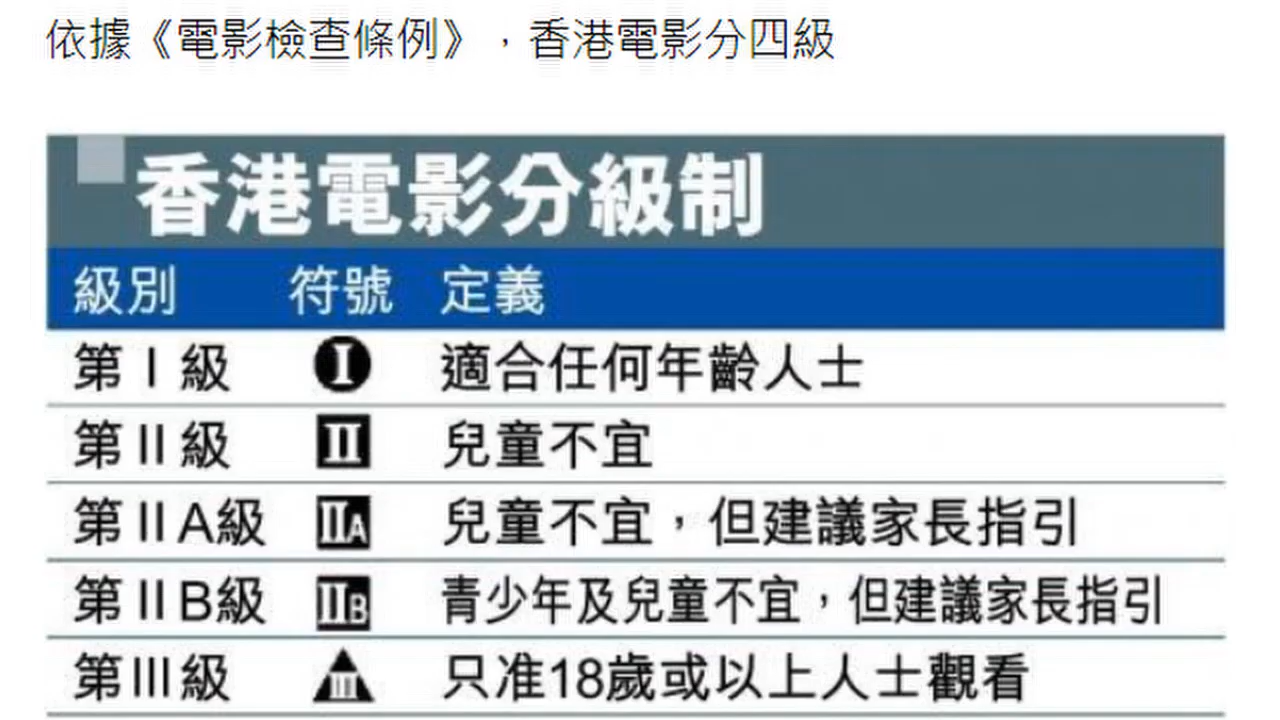 依據《電影檢查條例》，香港電影分四級
香港電影分級制
級別 符號 定義
第 I 級 I 適合任何年齡人士
第 II 級 II 兒童不宜
第 II A級 IIA 兒童不宜，但建議家長指引
第 II B級 IIB 青少年及兒童不宜，但建議家長指引
第 III 級 III 只准18歲或以上人士觀看